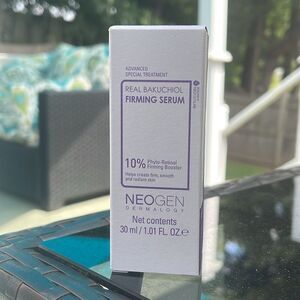 ADVANCED
SPECIAL TREATMENT
REAL BAKUCHIOL
FIRMING SERUM
10% Phyto-Retinol
Firming Booster
Helps create firm, smooth
and radiant skin
NEOGEN
DERMALOGY
Net contents
30 ml / 1.01 FL. OZ.e